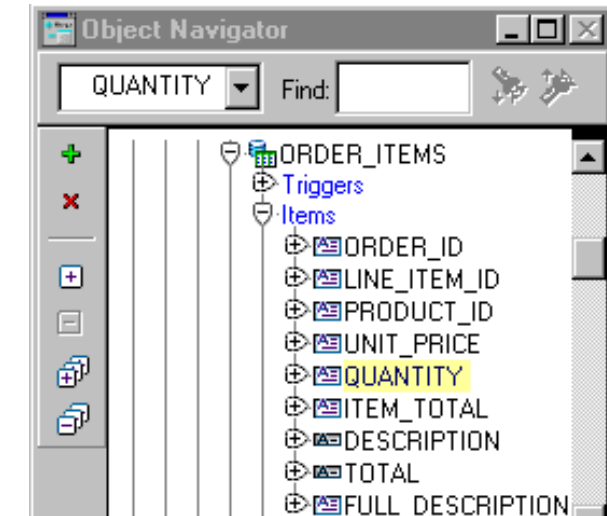 Object Navigator
QUANTITY Find:
ORDER_ITEMS
Triggers
Items
ORDER_ID
LINE_ITEM_ID
PRODUCT_ID
UNIT_PRICE
QUANTITY
ITEM_TOTAL
DESCRIPTION
TOTAL
FULL_DESCRIPTION